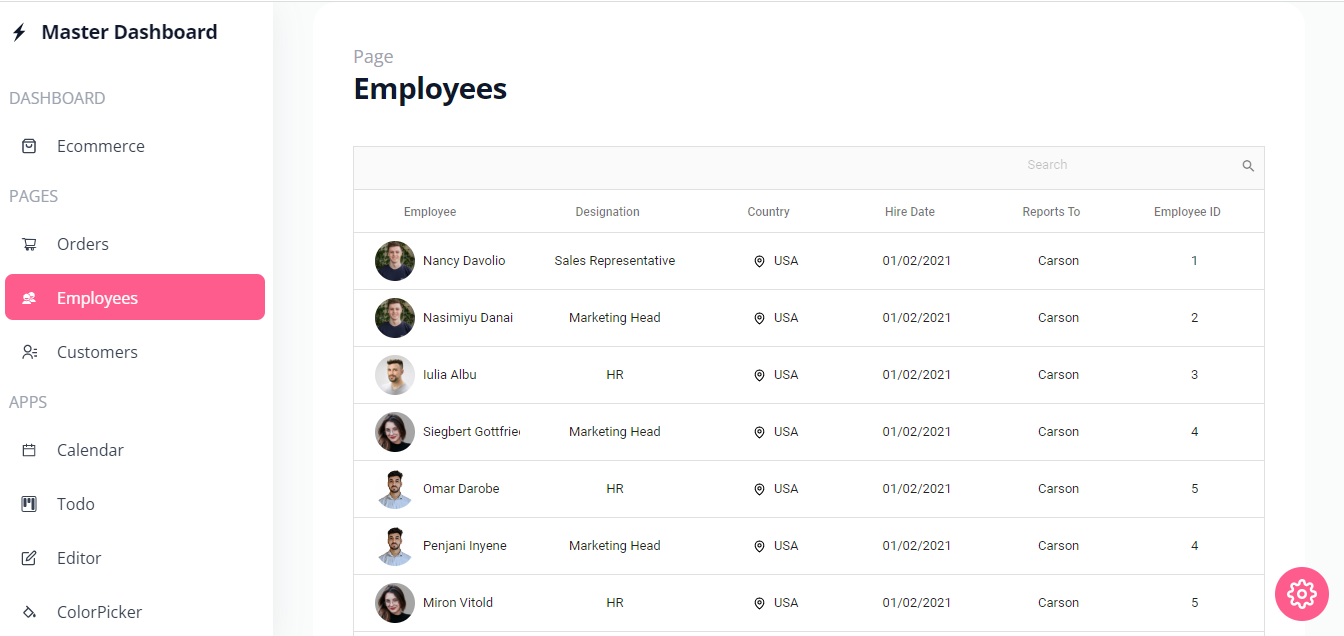 Master Dashboard
DASHBOARD
Ecommerce
PAGES
Orders
Employees
Customers
APPS
Calendar
Todo
Editor
ColorPicker
Page
Employees
Search
Employee Designation Country Hire Date Reports To Employee ID
Nancy Davolio Sales Representative USA 01/02/2021 Carson 1
Nasimiyu Danai Marketing Head USA 01/02/2021 Carson 2
Iulia Albu HR USA 01/02/2021 Carson 3
Siegbert Gottfried Marketing Head USA 01/02/2021 Carson 4
Omar Darobe HR USA 01/02/2021 Carson 5
Penjani Inyene Marketing Head USA 01/02/2021 Carson 4
Miron Vitold HR USA 01/02/2021 Carson 5